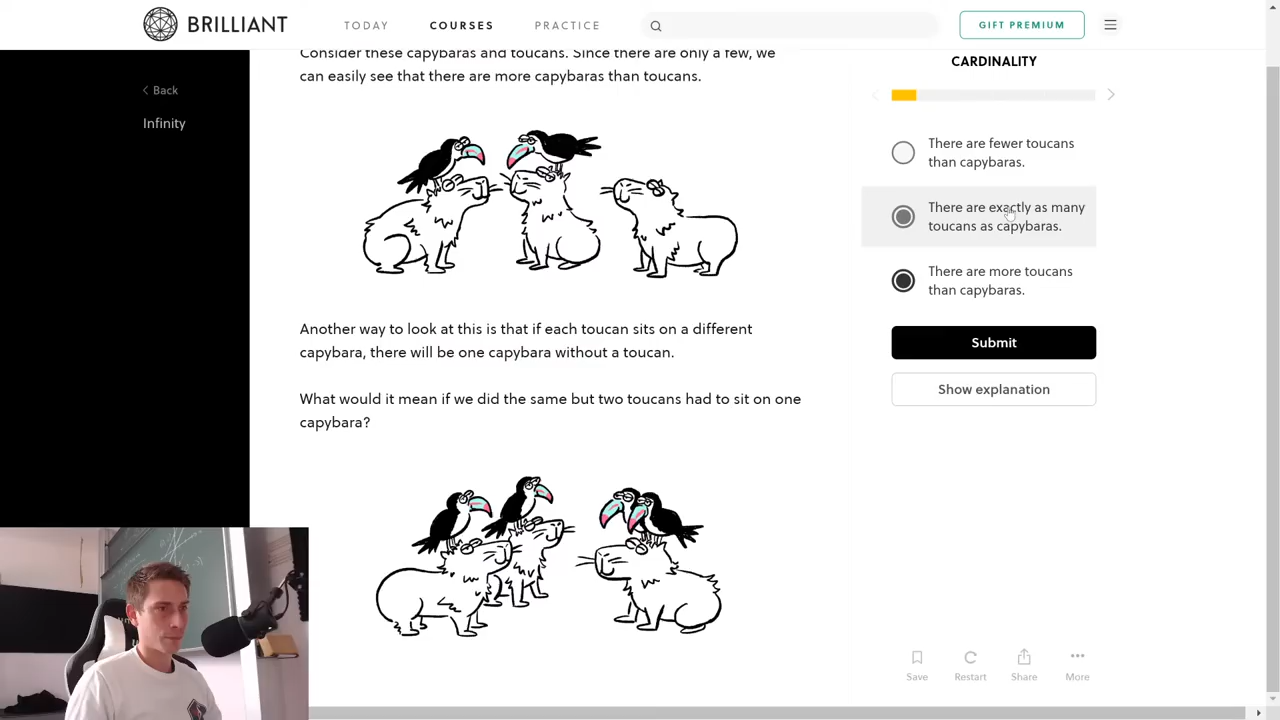 BRILLIANT
TODAY
COURSES
PRACTICE
GIFT PREMIUM
Back
Infinity
Consider these capybaras and toucans. Since there are only a few, we
can easily see that there are more capybaras than toucans.
Another way to look at this is that if each toucan sits on a different
capybara, there will be one capybara without a toucan.
What would it mean if we did the same but two toucans had to sit on one
capybara?
CARDINALITY
There are fewer toucans
than capybaras.
There are exactly as many
toucans as capybaras.
There are more toucans
than capybaras.
Submit
Show explanation
Save
Restart
Share
More